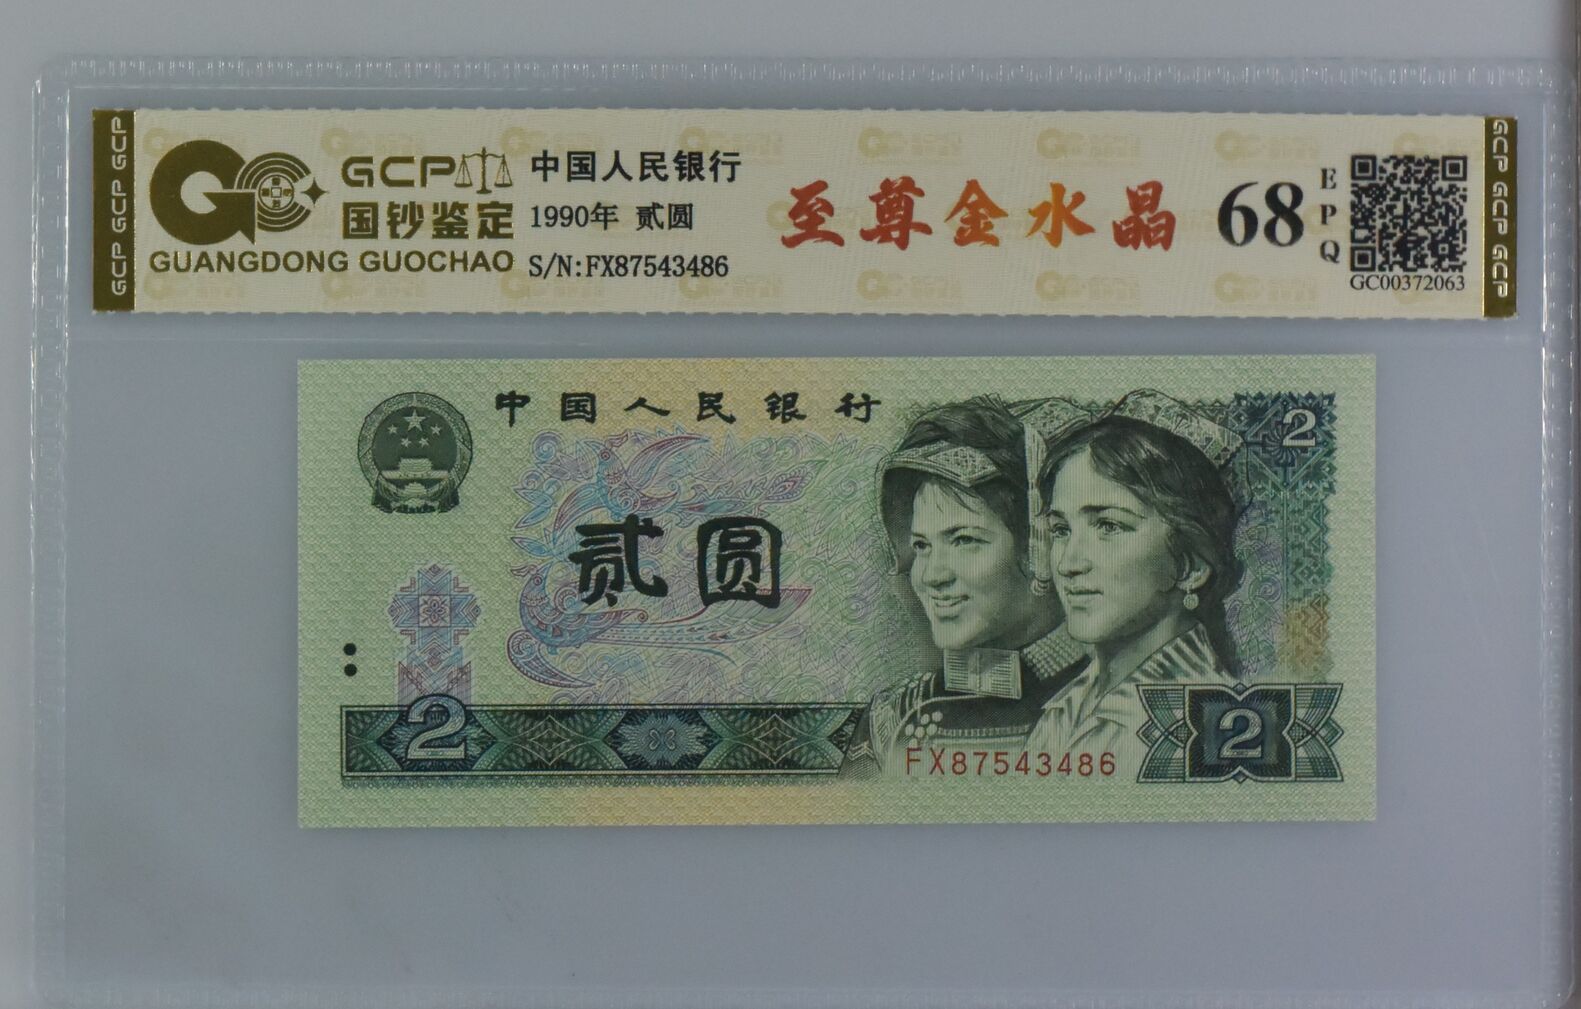 GCP GCP GCP
GCP
国钞鉴定
GUANGDONG GUOCHAO
中国人民银行
1990年 贰圆
S/N:FX87543486
至尊金水晶
68
EPQ
GC00372063
GCP GCP GCP
中国人民银行
2
贰圆
2
FX87543486
2